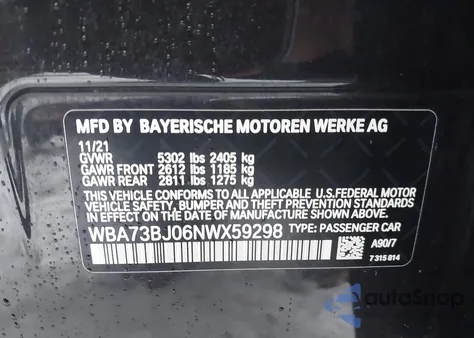 MFD BY BAYERISCHE MOTOREN WERKE AG
11/21
GVWR 5302 lbs 2405 kg
GAWR FRONT 2612 lbs 1185 kg
GAWR REAR 2811 lbs 1275 kg
THIS VEHICLE CONFORMS TO ALL APPLICABLE U.S.FEDERAL MOTOR
VEHICLE SAFETY, BUMPER AND THEFT PREVENTION STANDARDS
IN EFFECT ON THE DATE OF MANUFACTURE SHOWN ABOVE.
WBA73BJ06NWX59298 TYPE: PASSENGER CAR
A90/7
7 315 014
autoSnap